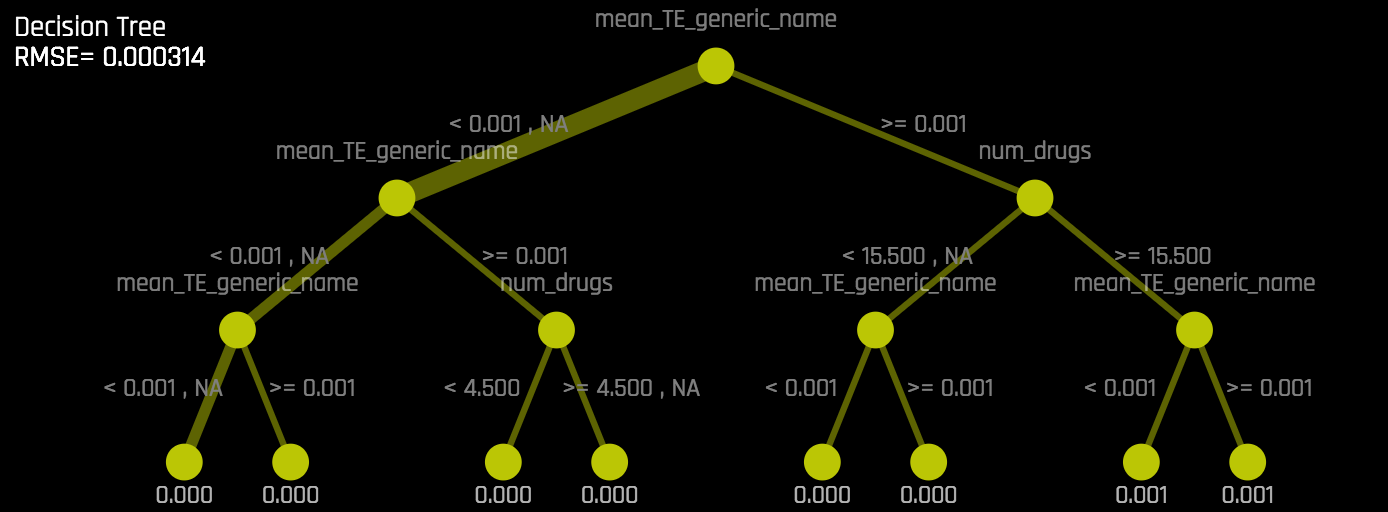 Decision Tree
RMSE= 0.000314
mean_TE_generic_name
< 0.001 , NA
>= 0.001
mean_TE_generic_name
num_drugs
< 0.001 , NA
>= 0.001
< 15.500 , NA
>= 15.500
mean_TE_generic_name
num_drugs
mean_TE_generic_name
mean_TE_generic_name
< 0.001 , NA
>= 0.001
< 4.500
>= 4.500 , NA
< 0.001
>= 0.001
< 0.001
>= 0.001
0.000
0.000
0.000
0.000
0.000
0.000
0.001
0.001